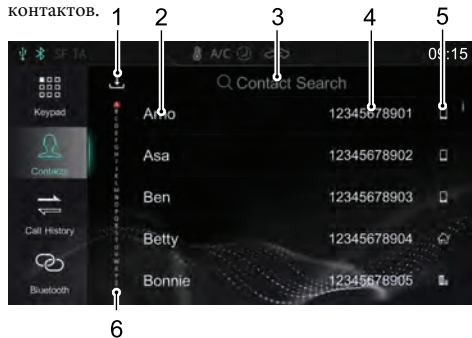 контактов.
1 2 3 4 5
SF TA A/C 09:15
Contact Search
Keypad
Arno 12345678901
Contacts
Asa 12345678902
Ben 12345678903
Call History
Betty 12345678904
Bluetooth
Bonnie 12345678905
6